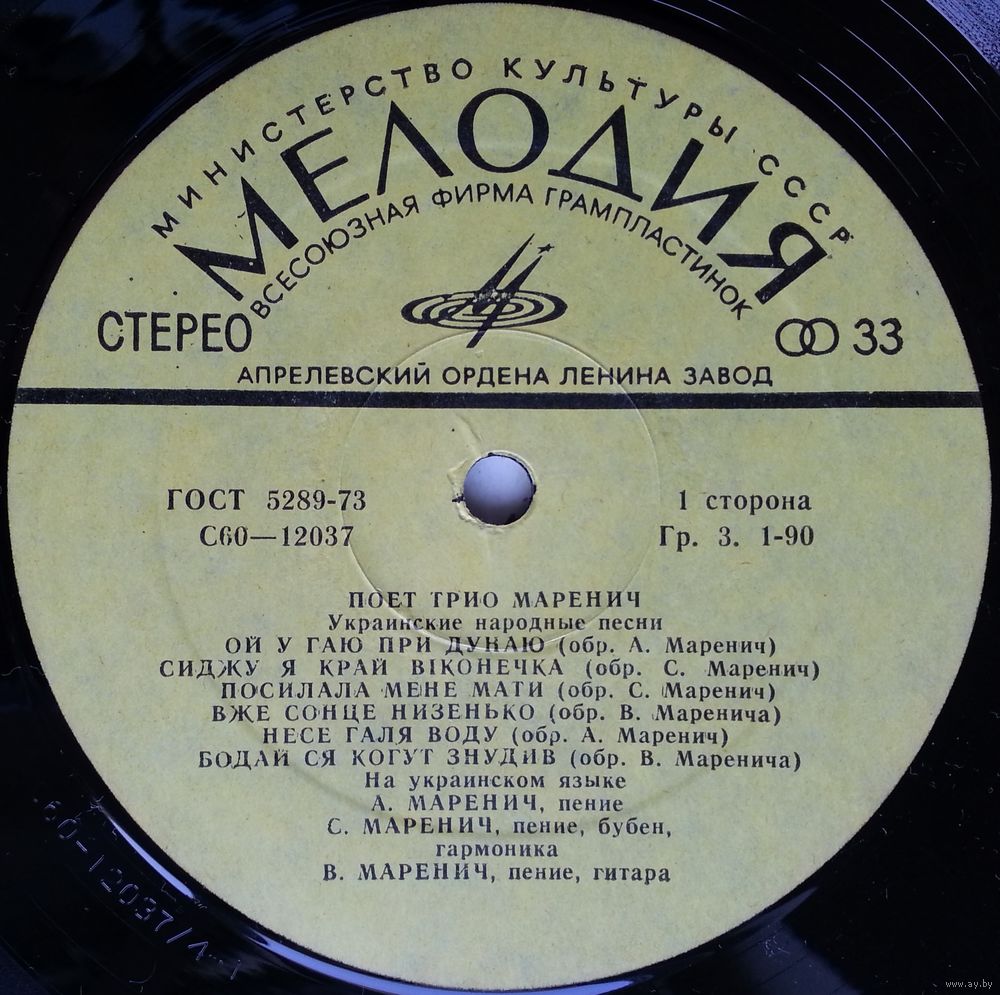 МИНИСТЕРСТВО КУЛЬТУРЫ СССР
МЕЛОДИЯ
ВСЕСОЮЗНАЯ ФИРМА ГРАМПЛАСТИНОК
СТЕРЕО
33
АПРЕЛЕВСКИЙ ОРДЕНА ЛЕНИНА ЗАВОД
ГОСТ 5289-73
1 сторона
С60—12037
Гр. 3. 1-90
ПОЕТ ТРИО МАРЕНИЧ
Украинские народные песни
ОЙ У ГАЮ ПРИ ДУНАЮ (обр. А. Маренич)
СИДЖУ Я КРАЙ ВІКОНЕЧКА (обр. С. Маренич)
ПОСИЛАЛА МЕНЕ МАТИ (обр. С. Маренич)
ВЖЕ СОНЦЕ НИЗЕНЬКО (обр. В. Маренича)
НЕСЕ ГАЛЯ ВОДУ (обр. А. Маренич)
БОДАЙ СЯ КОГУТ ЗНУДИВ (обр. В. Маренича)
На украинском языке
А. МАРЕНИЧ, пение
С. МАРЕНИЧ, пение, бубен,
гармоника
В. МАРЕНИЧ, пение, гитара
www.ay.by